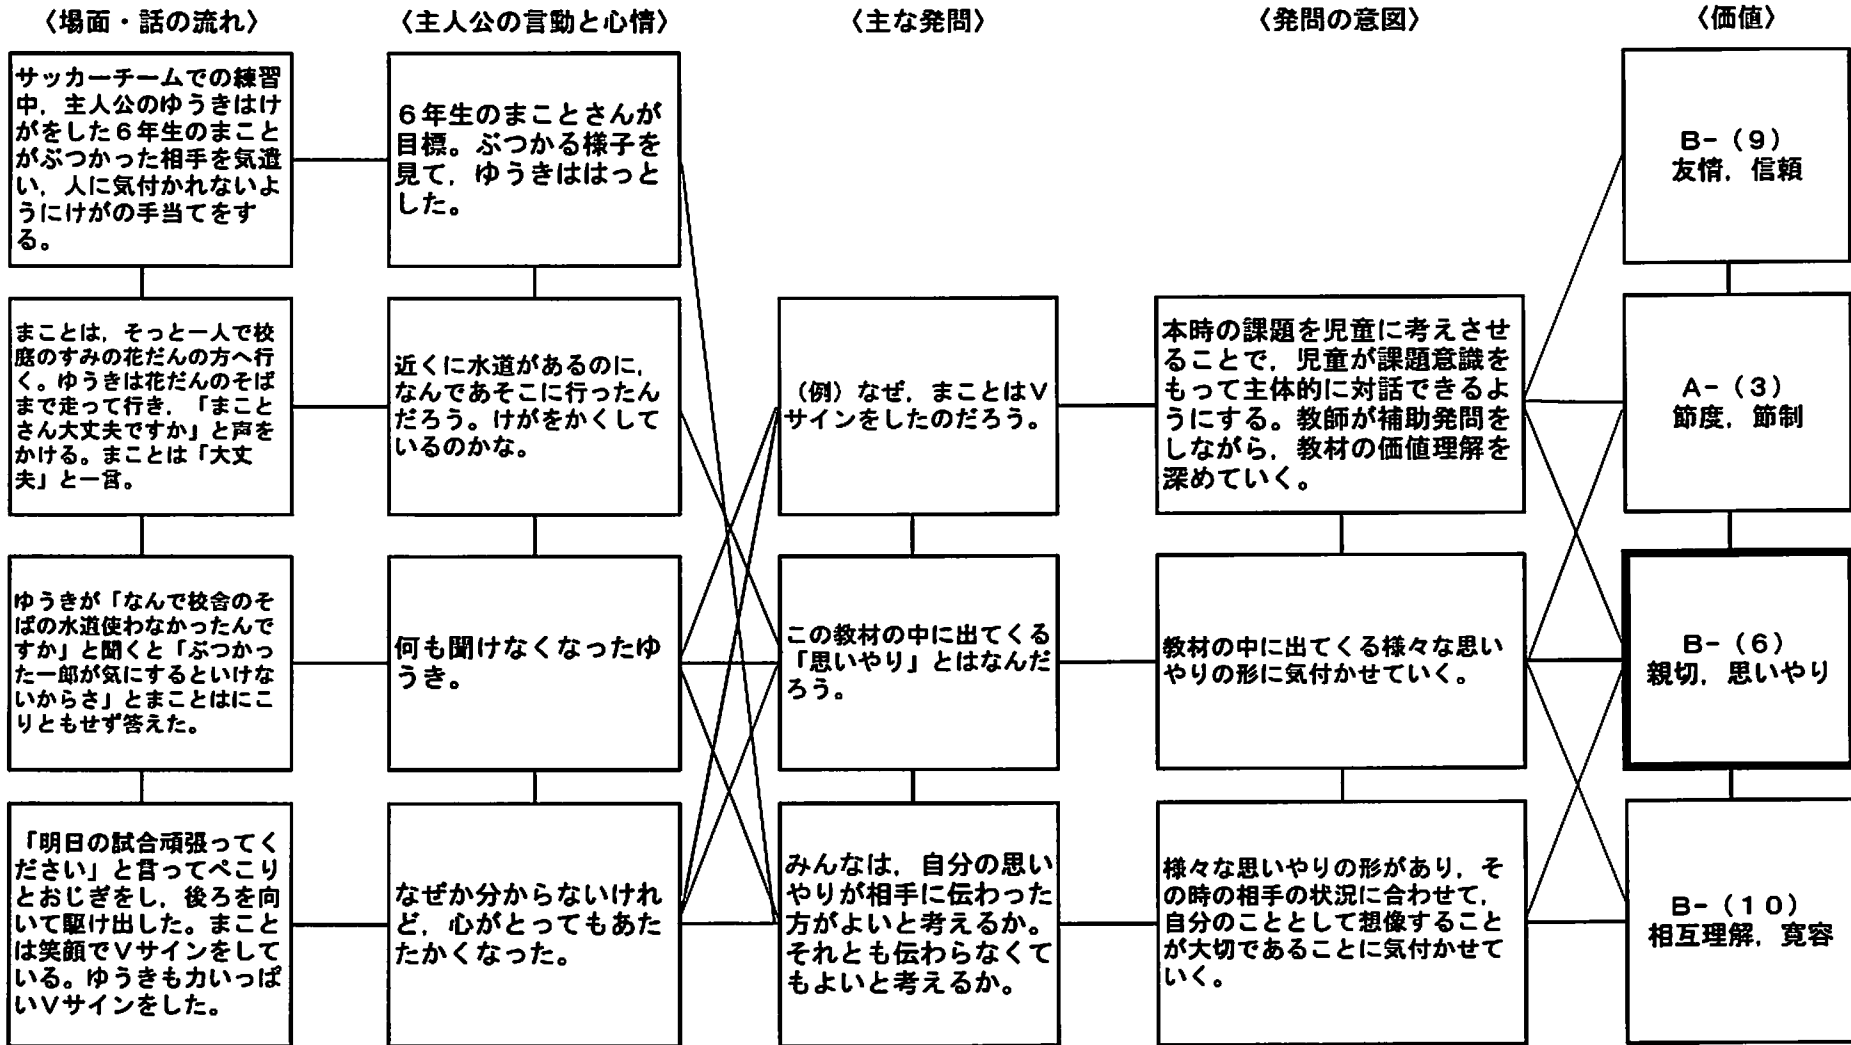 〈場面・話の流れ〉
サッカーチームでの練習
中，主人公のゆうきはけ
がをした６年生のまこと
がぶつかった相手を気遣
い，人に気付かれないよ
うにけがの手当てをす
る。
まことは，そっと一人で校
庭のすみの花だんの方へ行
く。ゆうきは花だんのそば
まで走って行き，「まこと
さん大丈夫ですか」と声を
かける。まことは「大丈
夫」と一言。
ゆうきが「なんで校舎のそ
ばの水道使わなかったんで
すか」と聞くと「ぶつかっ
た一郎が気にするといけな
いからさ」とまことはにこ
りともせず答えた。
「明日の試合頑張ってく
ださい」と言ってぺこり
とおじぎをし，後ろを向
いて駆け出した。まこと
は笑顔でＶサインをして
いる。ゆうきも力いっぱ
いＶサインをした。
〈主人公の言動と心情〉
６年生のまことさんが
目標。ぶつかる様子を
見て，ゆうきははっと
した。
近くに水道があるのに，
なんであそこに行ったん
だろう。けがをかくして
いるのかな。
何も聞けなくなったゆ
うき。
なぜか分からないけれ
ど，心がとってもあた
たかくなった。
〈主な発問〉
（例）なぜ，まことはＶ
サインをしたのだろう。
この教材の中に出てくる
「思いやり」とはなんだ
ろう。
みんなは，自分の思い
やりが相手に伝わった
方がよいと考えるか。
それとも伝わらなくて
もよいと考えるか。
〈発問の意図〉
本時の課題を児童に考えさせ
ることで，児童が課題意識を
もって主体的に対話できるよ
うにする。教師が補助発問を
しながら，教材の価値理解を
深めていく。
教材の中に出てくる様々な思い
やりの形に気付かせていく。
様々な思いやりの形があり，そ
の時の相手の状況に合わせて，
自分のこととして想像すること
が大切であることに気付かせて
いく。
〈価値〉
Ｂ-（９）
友情，信頼
Ａ-（３）
節度，節制
Ｂ-（６）
親切，思いやり
Ｂ-（１０）
相互理解，寛容